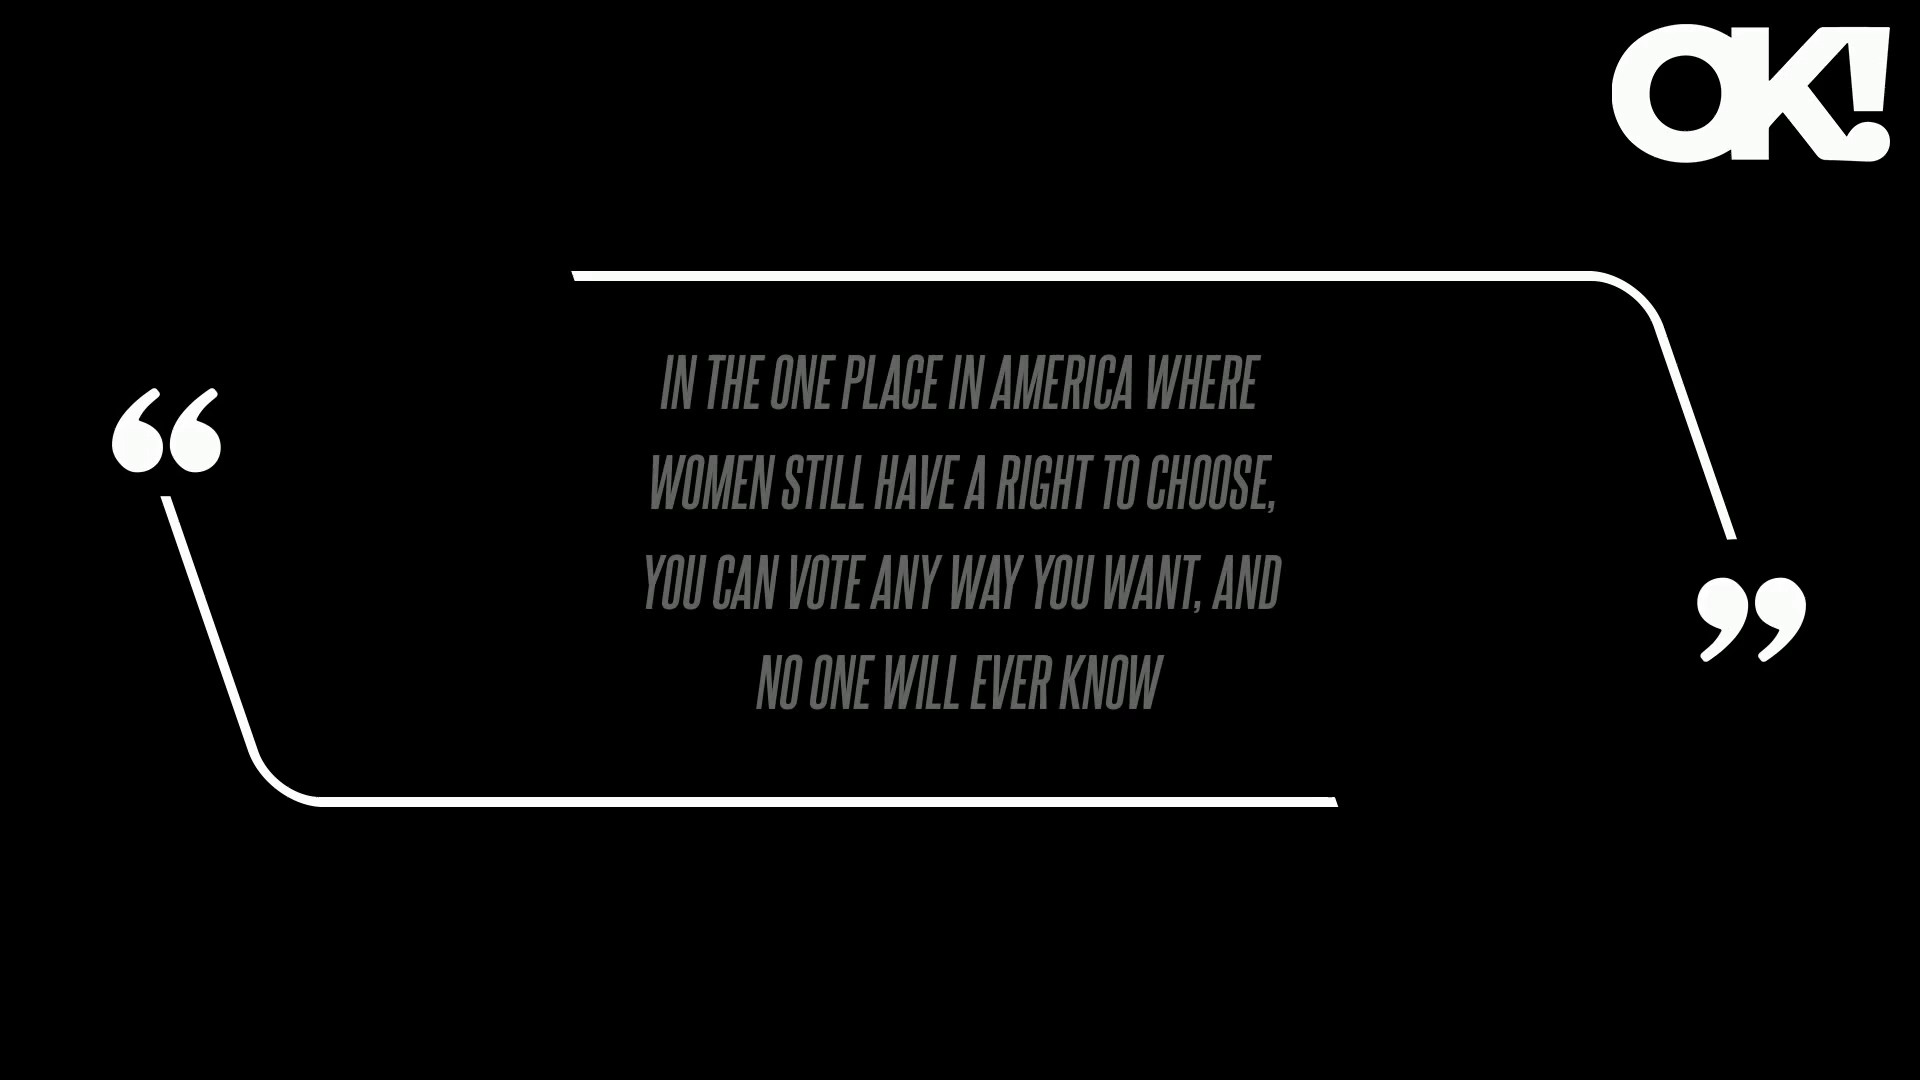 OK!
“
IN THE ONE PLACE IN AMERICA WHERE
WOMEN STILL HAVE A RIGHT TO CHOOSE,
YOU CAN VOTE ANY WAY YOU WANT, AND
NO ONE WILL EVER KNOW
”